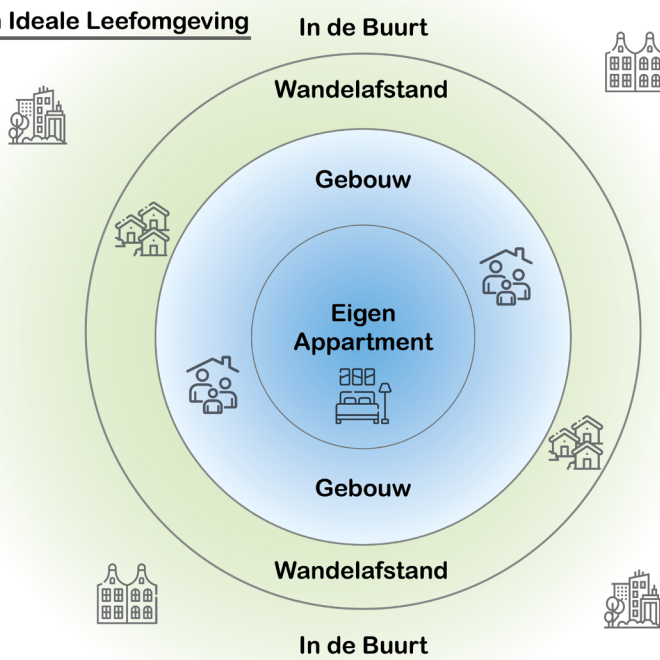 Ideale Leefomgeving
In de Buurt
Wandelafstand
Gebouw
Eigen
Appartment
Gebouw
Wandelafstand
In de Buurt